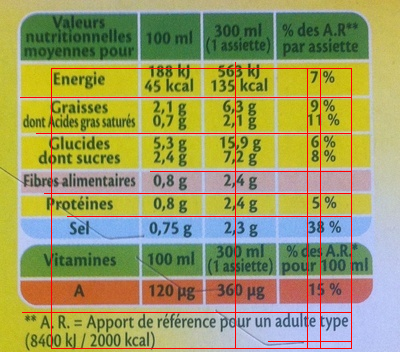 Valeurs nutritionnelles moyennes pour 100 ml 300 ml (1 assiette) % des A.R** par assiette
Energie 188 kJ 45 kcal 563 kJ 135 kcal 7 %
Graisses 2,1 g 6,3 g 9 %
dont Acides gras saturés 0,7 g 2,1 g 11 %
Glucides 5,3 g 15,9 g 6 %
dont sucres 2,4 g 7,2 g 8 %
Fibres alimentaires 0,8 g 2,4 g
Protéines 0,8 g 2,4 g 5 %
Sel 0,75 g 2,3 g 38 %
Vitamines 100 ml 300 ml (1 assiette) % des A.R.* pour 100 ml
A 120 µg 360 µg 15 %
** A. R. = Apport de référence pour un adulte type
(8400 kJ / 2000 kcal)